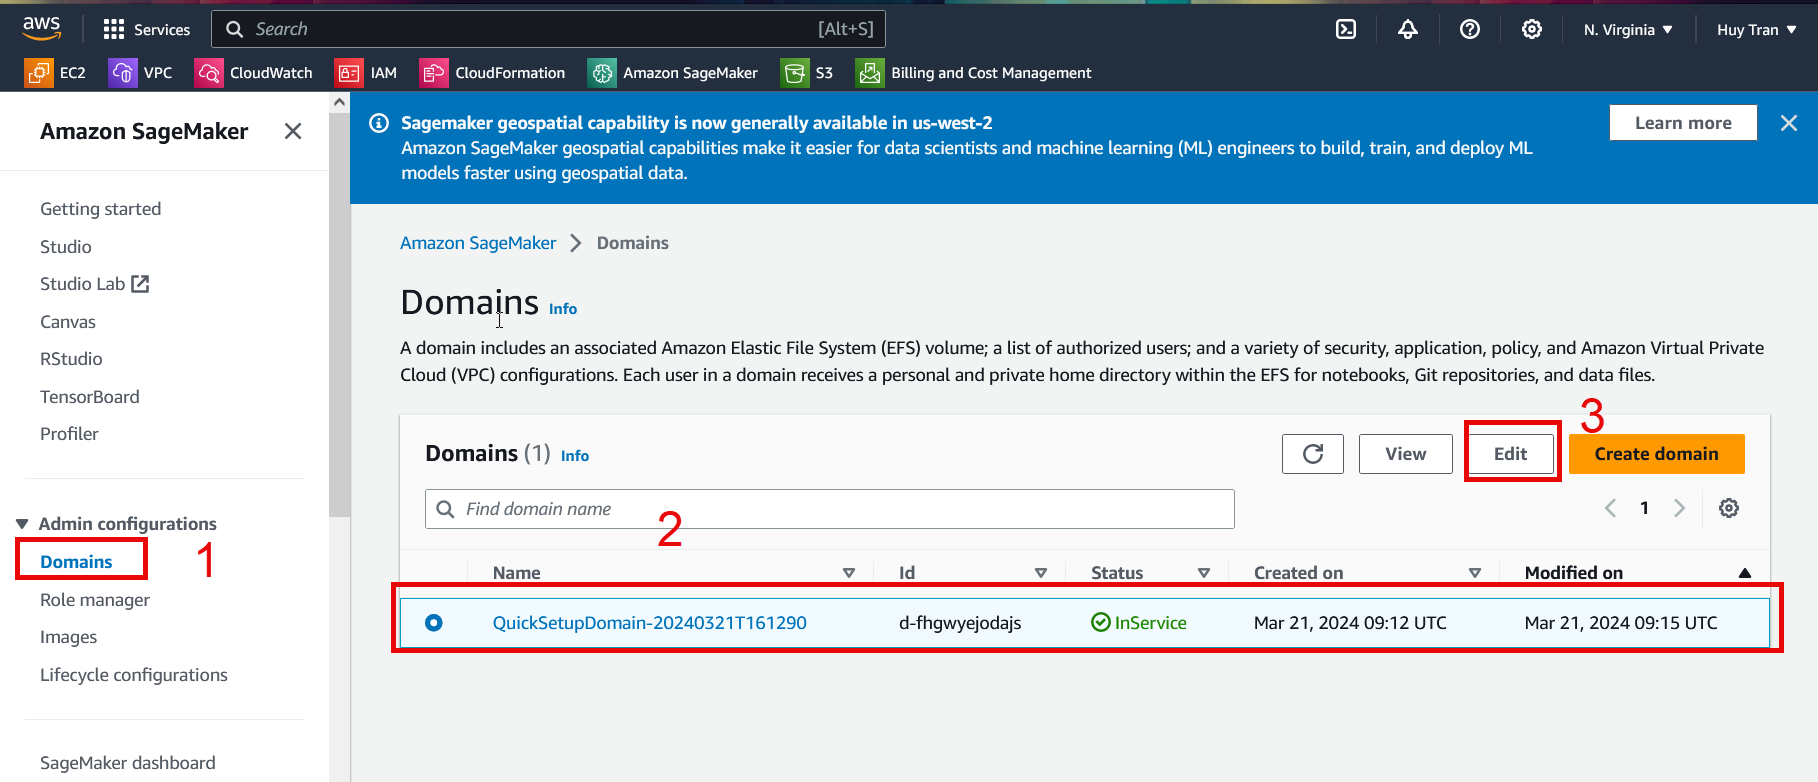 aws
Services
Search
[Alt+S]
N. Virginia
Huy Tran
EC2
VPC
CloudWatch
IAM
CloudFormation
Amazon SageMaker
S3
Billing and Cost Management
Amazon SageMaker
Getting started
Studio
Studio Lab
Canvas
RStudio
TensorBoard
Profiler
Admin configurations
Domains
1
Role manager
Images
Lifecycle configurations
SageMaker dashboard
Sagemaker geospatial capability is now generally available in us-west-2
Amazon SageMaker geospatial capabilities make it easier for data scientists and machine learning (ML) engineers to build, train, and deploy ML
models faster using geospatial data.
Learn more
Amazon SageMaker
Domains
Domains Info
A domain includes an associated Amazon Elastic File System (EFS) volume; a list of authorized users; and a variety of security, application, policy, and Amazon Virtual Private
Cloud (VPC) configurations. Each user in a domain receives a personal and private home directory within the EFS for notebooks, Git repositories, and data files.
3
Domains (1) Info
View
Edit
Create domain
Find domain name
2
1
Name
Id
Status
Created on
Modified on
QuickSetupDomain-20240321T161290
d-fhgwyejodajs
InService
Mar 21, 2024 09:12 UTC
Mar 21, 2024 09:15 UTC